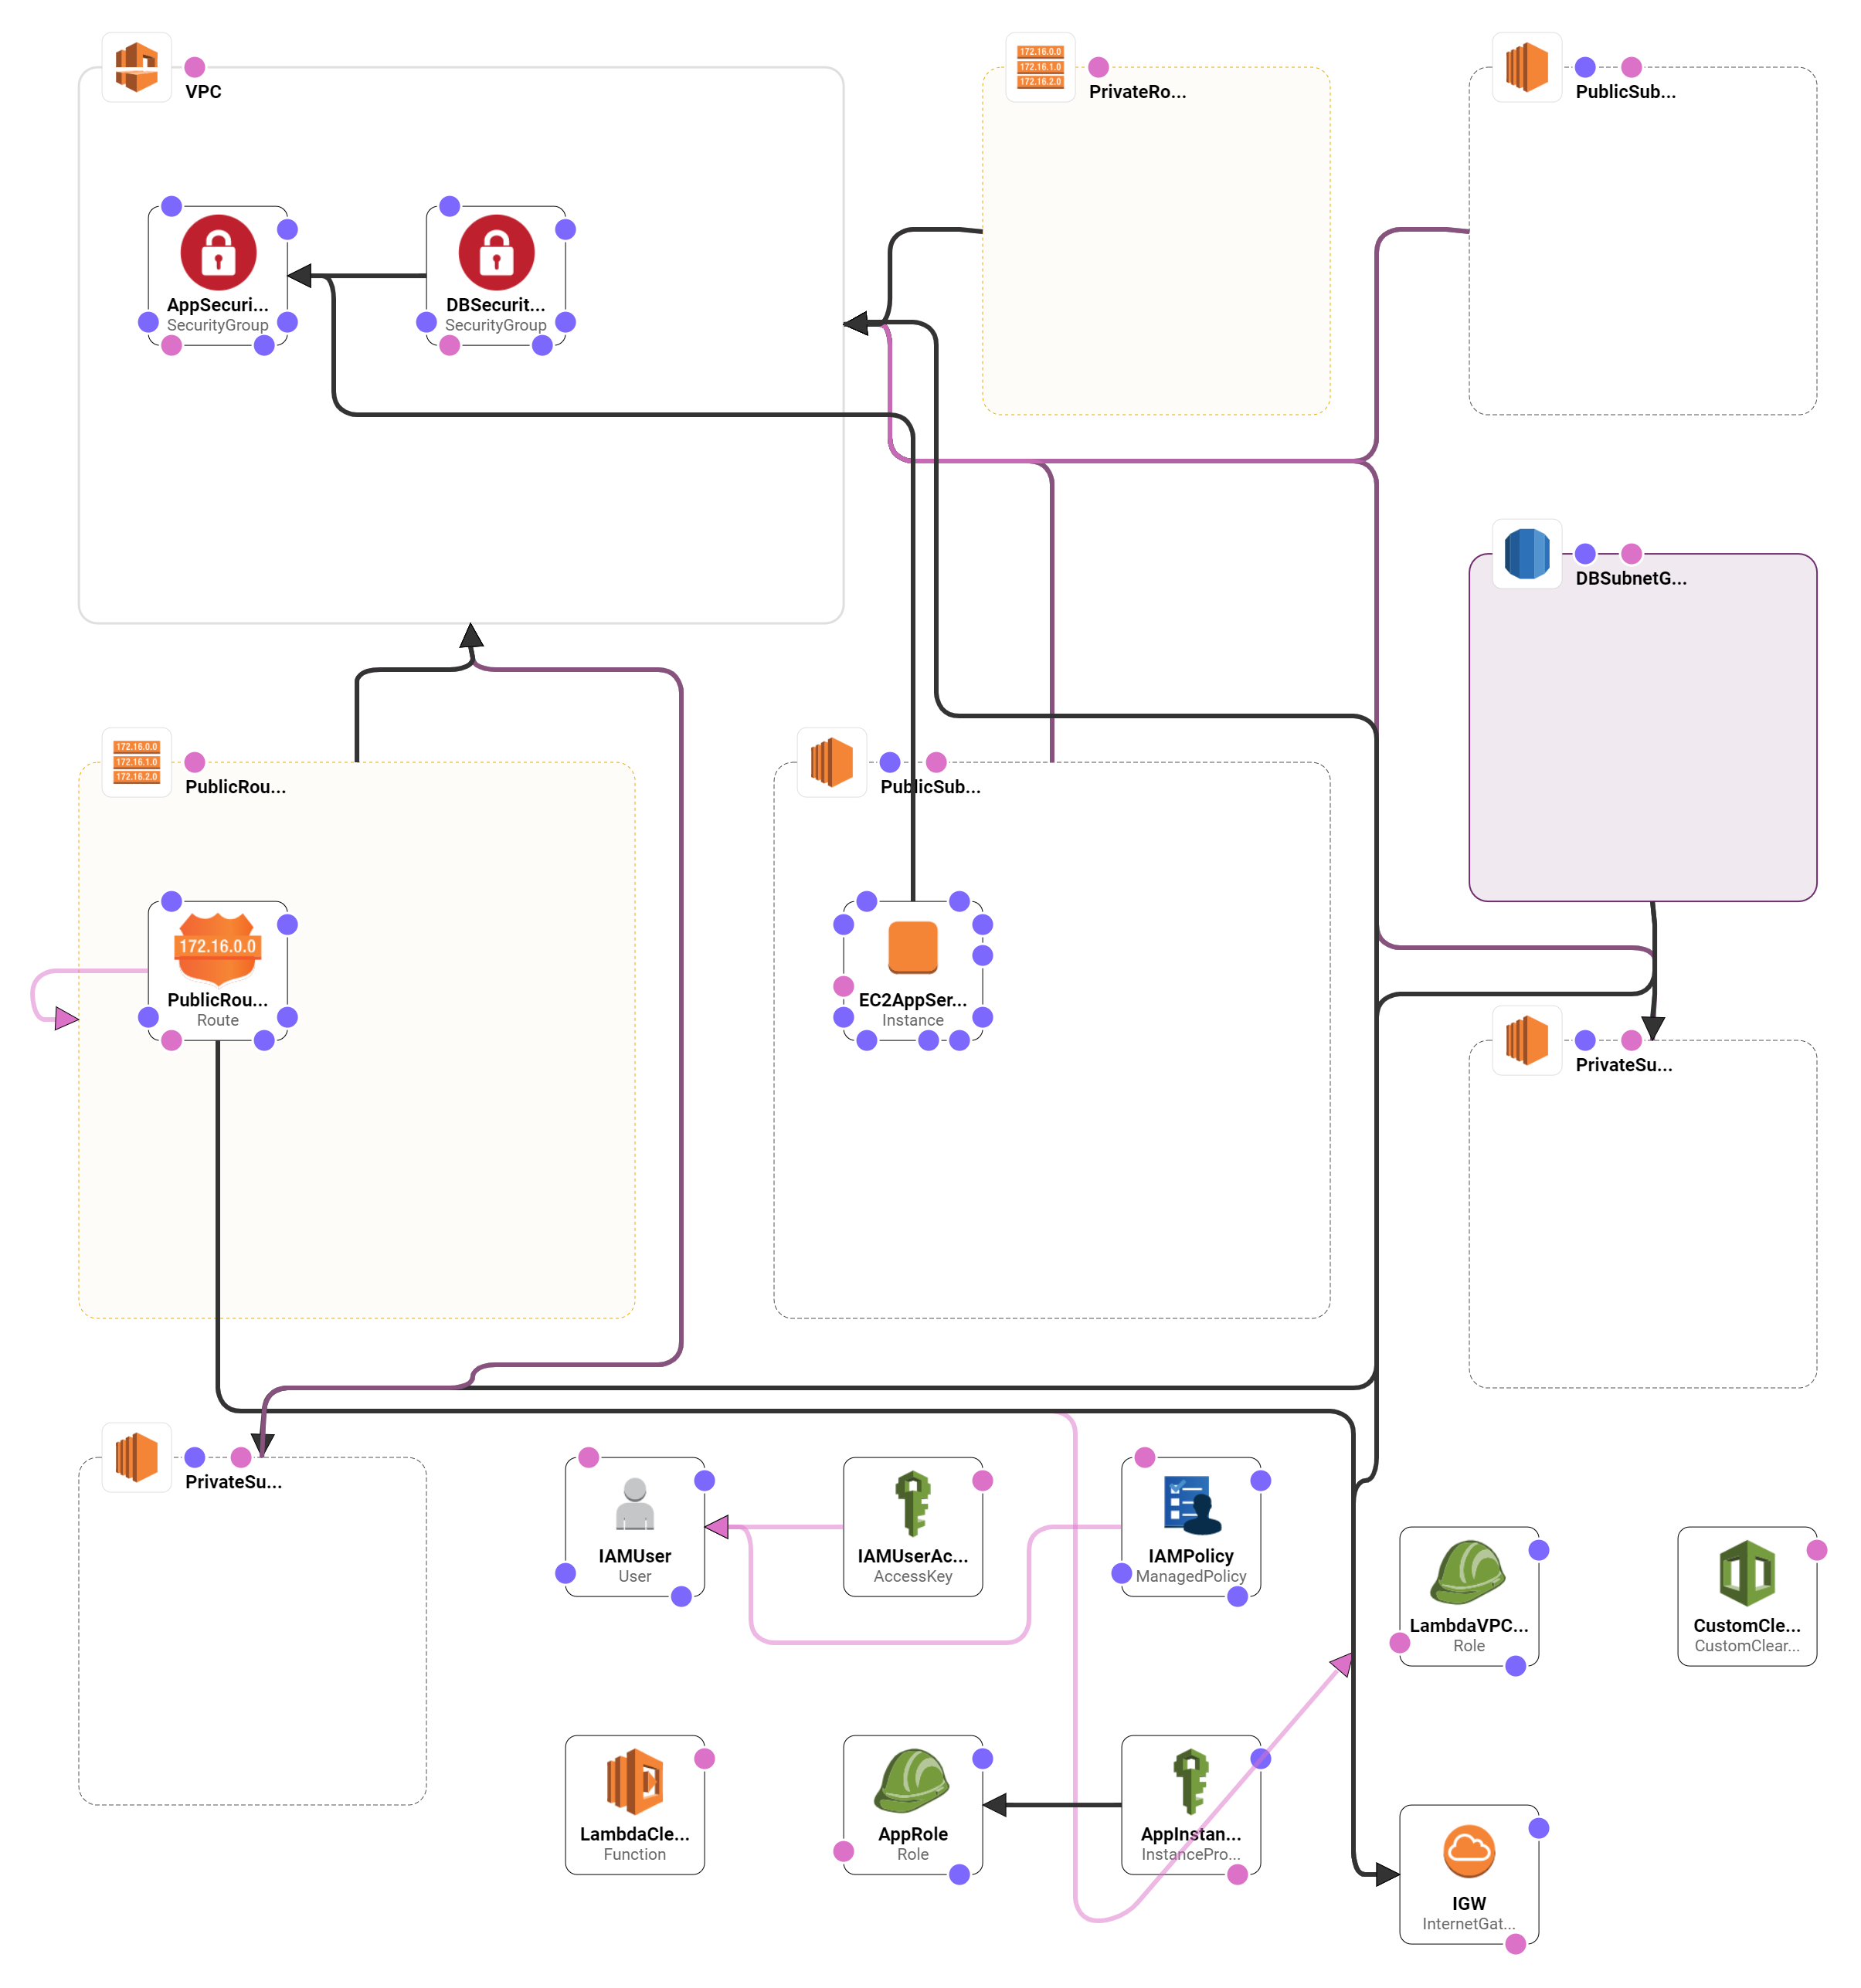 172.16.0.0
172.16.1.0
172.16.2.0
VPC
PrivateRo...
PublicSub...
AppSecuri...
SecurityGroup
DBSecurit...
SecurityGroup
DBSubnetG...
172.16.0.0
172.16.1.0
172.16.2.0
PublicRou...
PublicSub...
172.16.0.0
PublicRou...
Route
EC2AppSer...
Instance
PrivateSu...
PrivateSu...
IAMUser
User
IAMUserAc...
AccessKey
IAMPolicy
ManagedPolicy
LambdaVPC...
Role
CustomCle...
CustomClear...
LambdaCle...
Function
AppRole
Role
AppInstan...
InstancePro...
IGW
InternetGat...